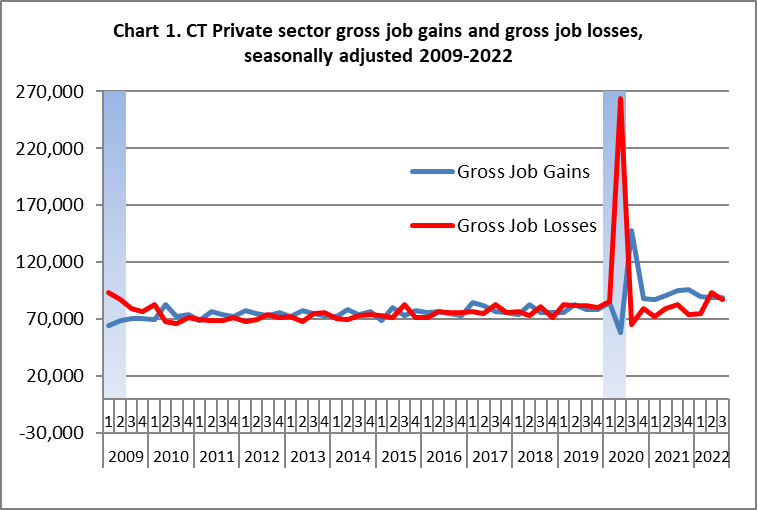 Chart 1. CT Private sector gross job gains and gross job losses,
seasonally adjusted 2009-2022
270,000
220,000
170,000
120,000
70,000
20,000
-30,000
Gross Job Gains
Gross Job Losses
1 2 3 4 1 2 3 4 1 2 3 4 1 2 3 4 1 2 3 4 1 2 3 4 1 2 3 4 1 2 3 4 1 2 3 4 1 2 3 4 1 2 3 4 1 2 3 4 1 2 3 4 1 2 3
2009 2010 2011 2012 2013 2014 2015 2016 2017 2018 2019 2020 2021 2022